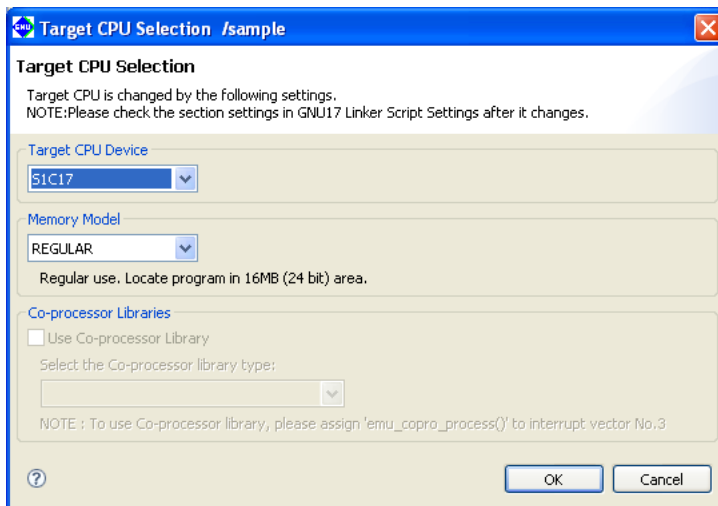 GNU Target CPU Selection /sample
Target CPU Selection
Target CPU is changed by the following settings.
NOTE:Please check the section settings in GNU17 Linker Script Settings after it changes.
Target CPU Device
S1C17
Memory Model
REGULAR
Regular use. Locate program in 16MB (24 bit) area.
Co-processor Libraries
Use Co-processor Library
Select the Co-processor library type:
NOTE : To use Co-processor library, please assign 'emu_copro_process()' to interrupt vector No.3
?
OK Cancel